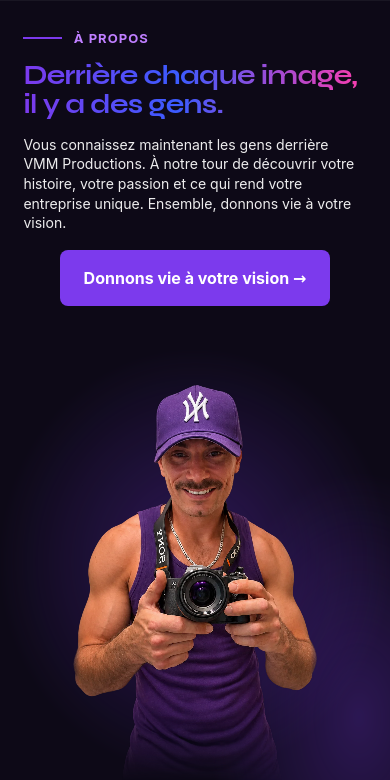 À PROPOS
Derrière chaque image,
il y a des gens.
Vous connaissez maintenant les gens derrière
VMM Productions. À notre tour de découvrir votre
histoire, votre passion et ce qui rend votre
entreprise unique. Ensemble, donnons vie à votre
vision.
Donnons vie à votre vision →
NY